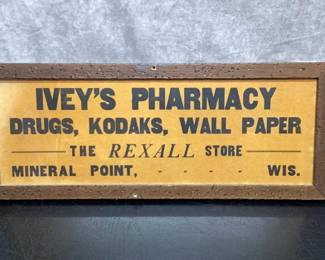 IVEY'S PHARMACY
DRUGS, KODAKS, WALL PAPER
THE REXALL STORE
MINERAL POINT, - - - - WIS.